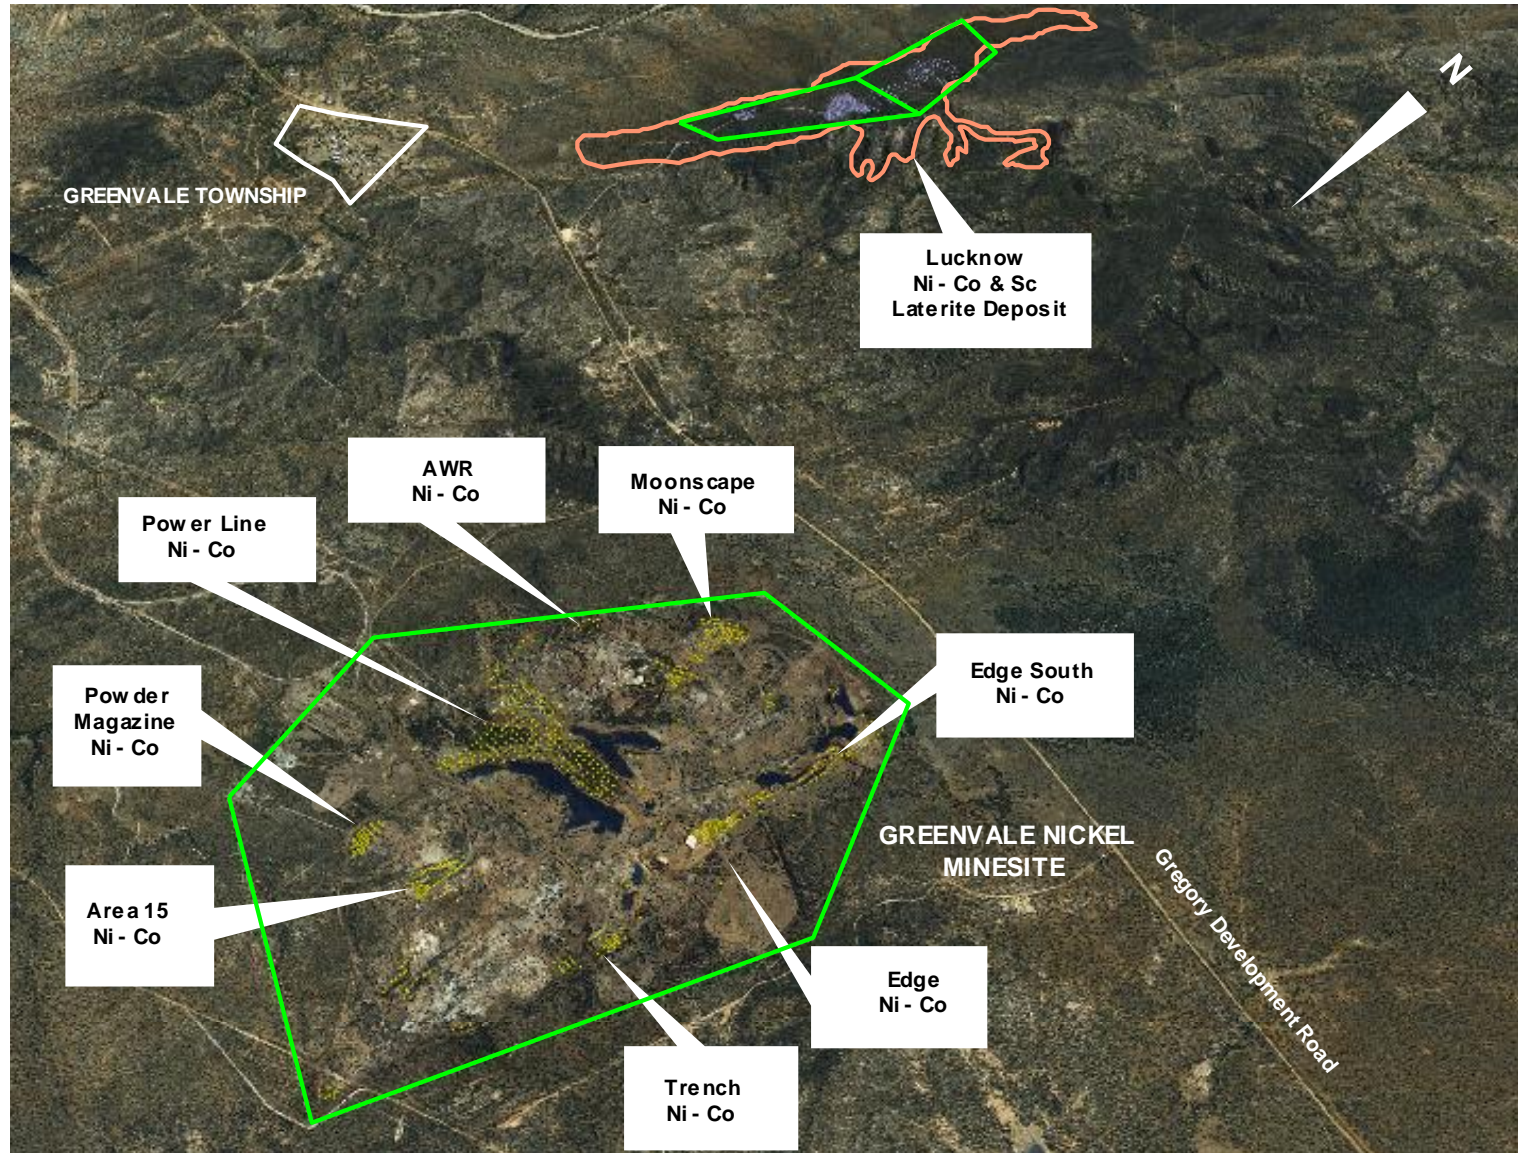 N
GREENVALE TOWNSHIP
Lucknow
Ni - Co & Sc
Laterite Deposit
AWR
Ni - Co
Moonscape
Ni - Co
Power Line
Ni - Co
Edge South
Ni - Co
Powder
Magazine
Ni - Co
GREENVALE NICKEL
MINESITE
Gregory Development Road
Area 15
Ni - Co
Edge
Ni - Co
Trench
Ni - Co